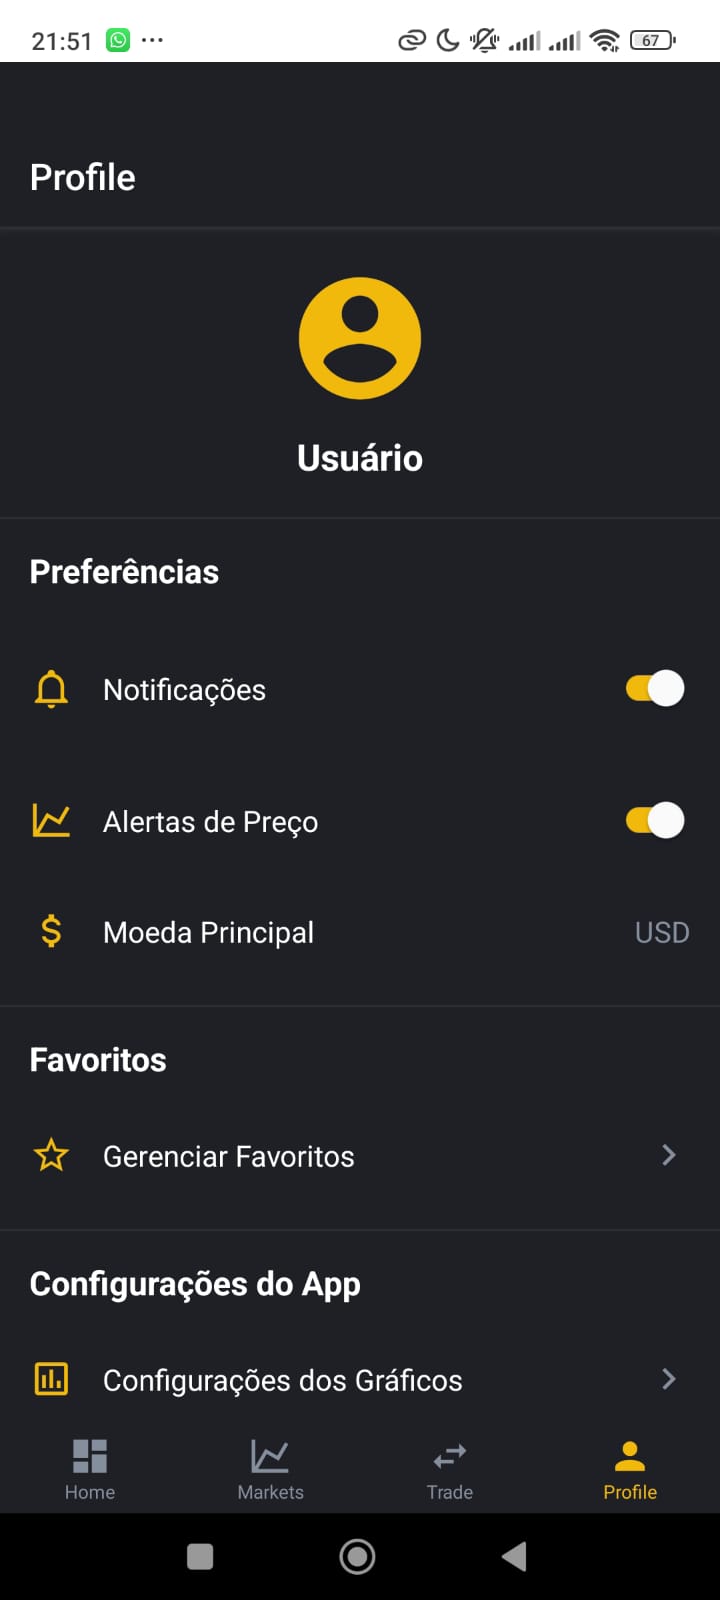 21:51
67
Profile
Usuário
Preferências
Notificações
Alertas de Preço
Moeda Principal USD
Favoritos
Gerenciar Favoritos
Configurações do App
Configurações dos Gráficos
Home Markets Trade Profile